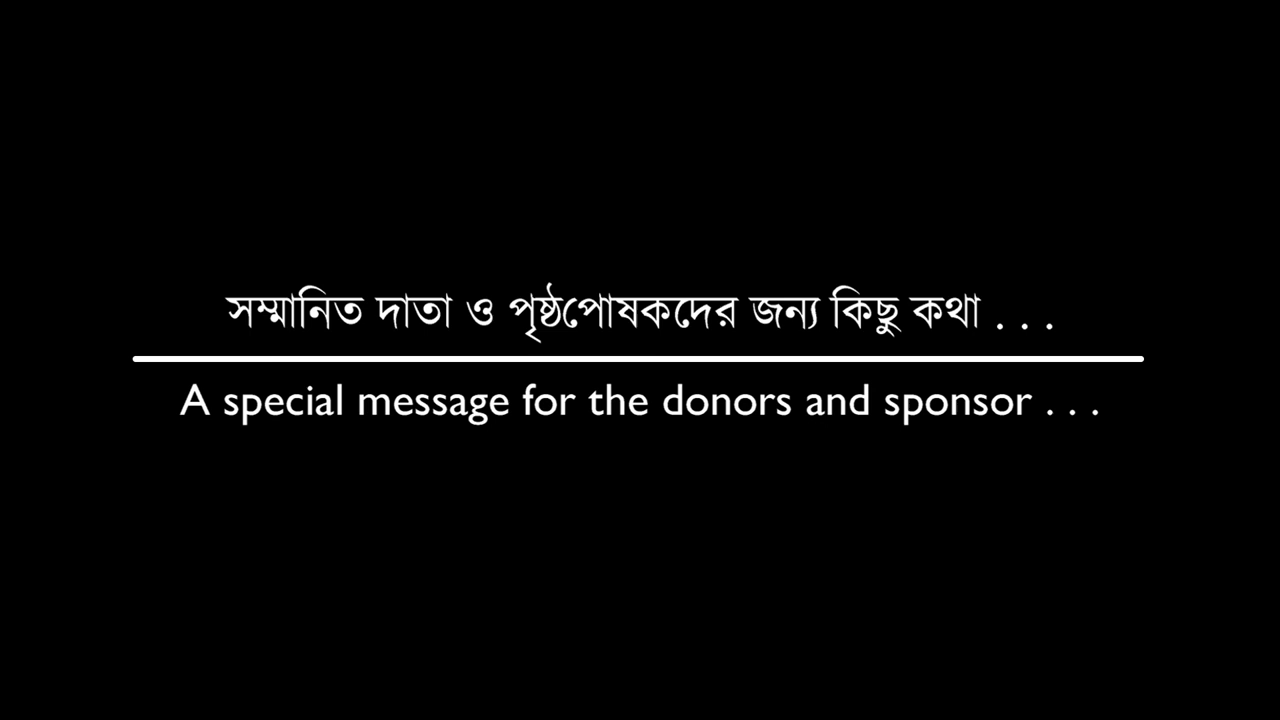 সম্মানিত দাতা ও পৃষ্ঠপোষকদের জন্য কিছু কথা . . .
A special message for the donors and sponsor . . .